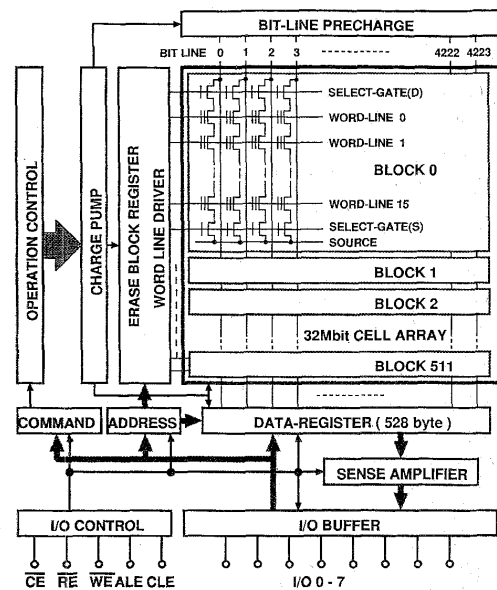 BIT-LINE PRECHARGE
BIT LINE 0 1 2 3 4222 4223
OPERATION CONTROL
CHARGE PUMP
ERASE BLOCK REGISTER
WORD LINE DRIVER
SELECT-GATE(D)
WORD-LINE 0
WORD-LINE 1
BLOCK 0
WORD-LINE 15
SELECT-GATE(S)
SOURCE
BLOCK 1
BLOCK 2
32Mbit CELL ARRAY
BLOCK 511
COMMAND
ADDRESS
DATA-REGISTER ( 528 byte )
SENSE AMPLIFIER
I/O CONTROL
I/O BUFFER
C̅E̅ R̅E̅ W̅E̅ ALE CLE
I/O 0 - 7